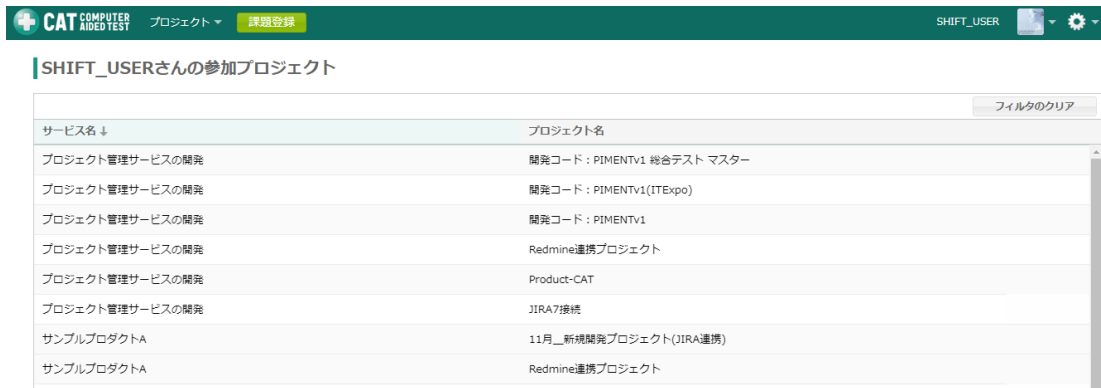 CAT COMPUTER AIDED TEST プロジェクト 課題登録 SHIFT_USER
SHIFT_USERさんの参加プロジェクト
フィルタのクリア
サービス名↓ プロジェクト名
プロジェクト管理サービスの開発 開発コード：PIMENTv1 総合テスト マスター
プロジェクト管理サービスの開発 開発コード：PIMENTv1(ITExpo)
プロジェクト管理サービスの開発 開発コード：PIMENTv1
プロジェクト管理サービスの開発 Redmine連携プロジェクト
プロジェクト管理サービスの開発 Product-CAT
プロジェクト管理サービスの開発 JIRA7接続
サンプルプロダクトA 11月__新規開発プロジェクト(JIRA連携)
サンプルプロダクトA Redmine連携プロジェクト